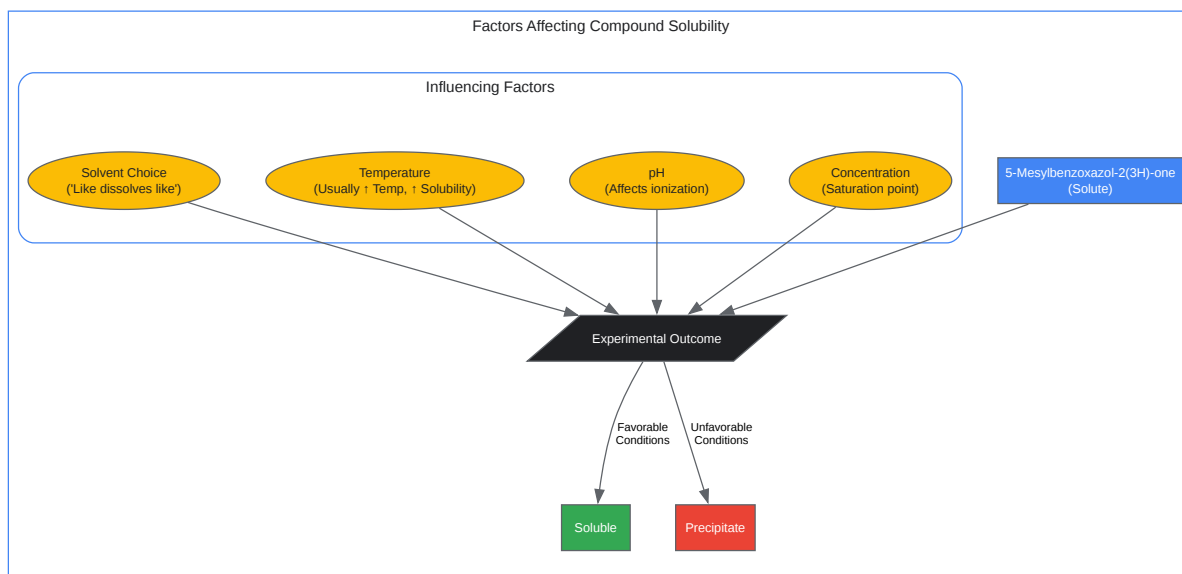 Factors Affecting Compound Solubility
Influencing Factors
Solvent Choice
('Like dissolves like')
Temperature
(Usually ↑ Temp, ↑ Solubility)
pH
(Affects ionization)
Concentration
(Saturation point)
5-Mesylbenzoxazol-2(3H)-one
(Solute)
Experimental Outcome
Favorable
Conditions
Unfavorable
Conditions
Soluble
Precipitate